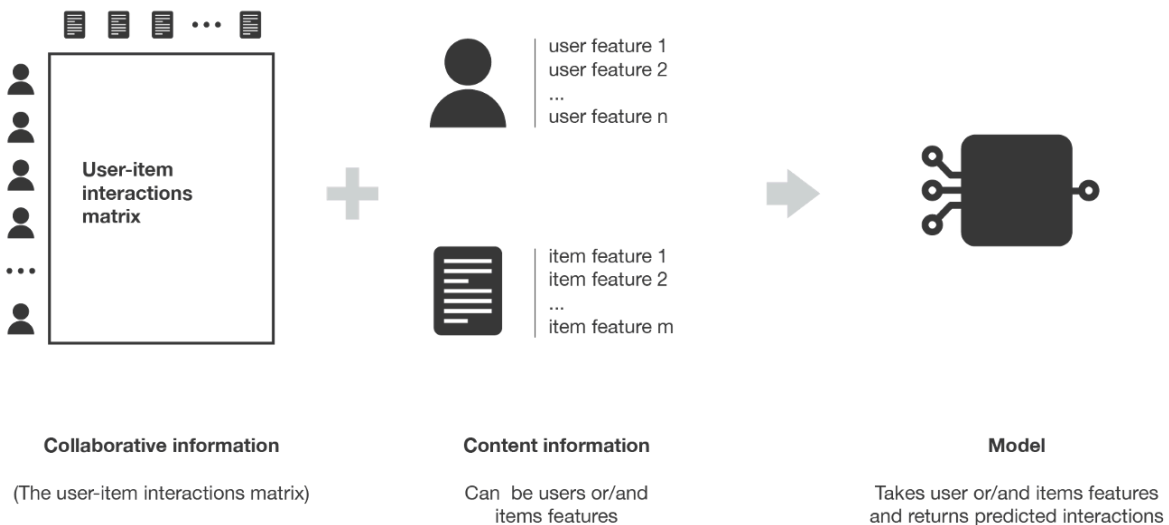 user feature 1
user feature 2
...
user feature n
User-item
interactions
matrix
item feature 1
item feature 2
...
item feature m
Collaborative information
(The user-item interactions matrix)
Content information
Can be users or/and
items features
Model
Takes user or/and items features
and returns predicted interactions